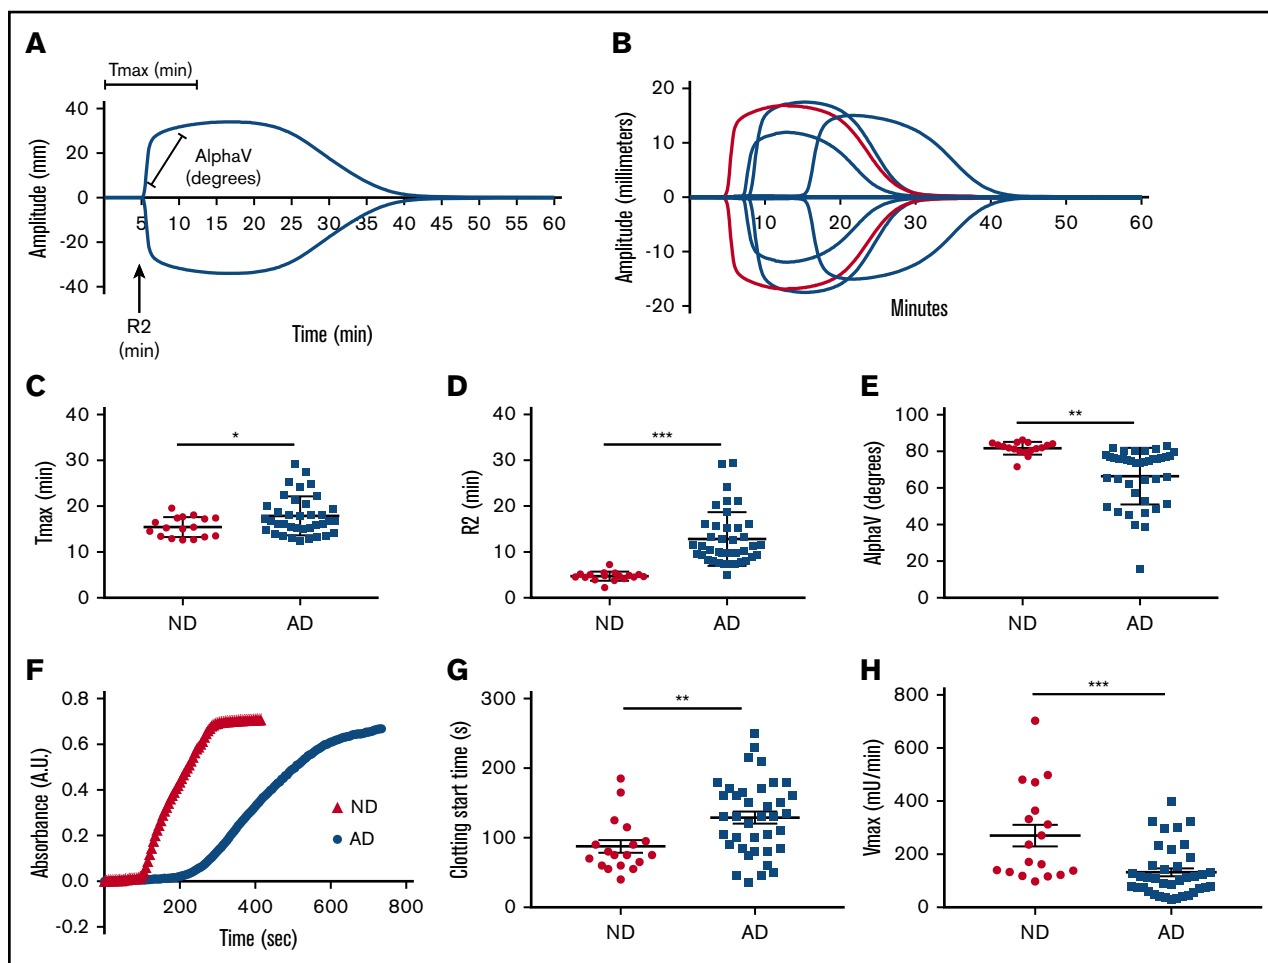 A
Tmax (min)
Amplitude (mm)
40
20
0
-20
-40
5 10 15 20 25 30 35 40 45 50 55 60
AlphaV
(degrees)
R2
(min)
Time (min)
B
Amplitude (millimeters)
20
10
0
-10
-20
10 20 30 40 50 60
Minutes
C
Tmax (min)
40
30
20
10
0
*
ND AD
D
R2 (min)
40
30
20
10
0
***
ND AD
E
AlphaV (degrees)
100
80
60
40
20
0
**
ND AD
F
Absorbance (A.U.)
0.8
0.6
0.4
0.2
0.0
-0.2
200 400 600 800
ND
AD
Time (sec)
G
Clotting start time (s)
300
200
100
0
**
ND AD
H
Vmax (mU/min)
800
600
400
200
0
***
ND AD